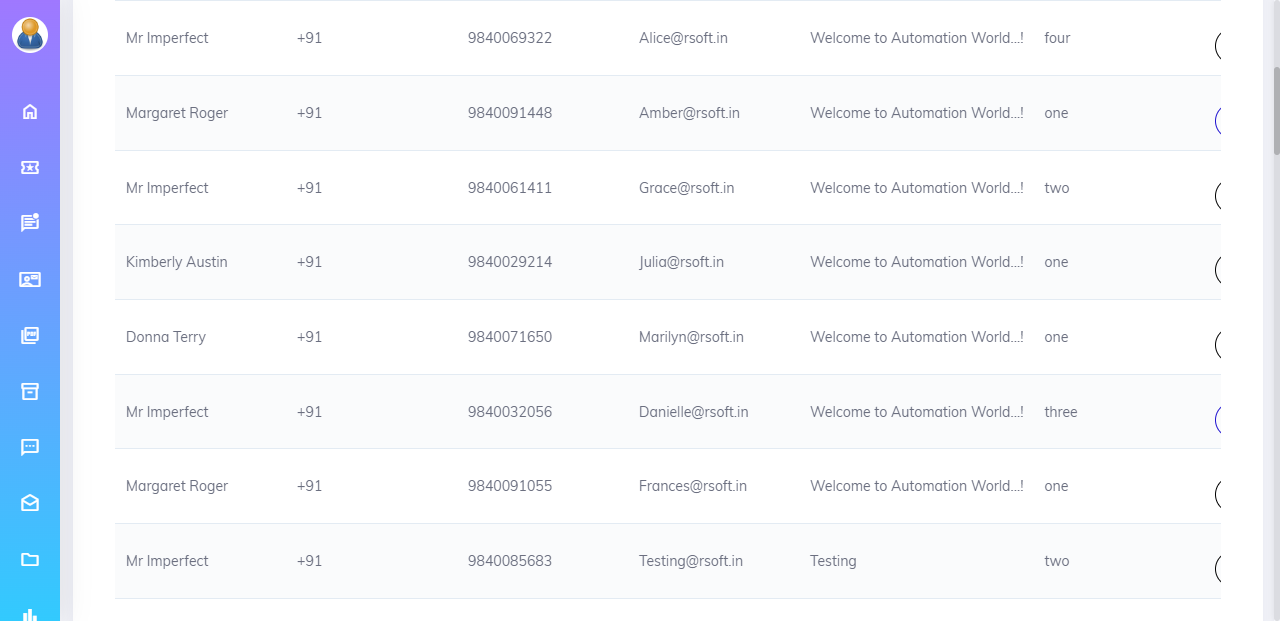 Mr Imperfect +91 9840069322 Alice@rsoft.in Welcome to Automation World...! four
Margaret Roger +91 9840091448 Amber@rsoft.in Welcome to Automation World...! one
Mr Imperfect +91 9840061411 Grace@rsoft.in Welcome to Automation World...! two
Kimberly Austin +91 9840029214 Julia@rsoft.in Welcome to Automation World...! one
Donna Terry +91 9840071650 Marilyn@rsoft.in Welcome to Automation World...! one
Mr Imperfect +91 9840032056 Danielle@rsoft.in Welcome to Automation World...! three
Margaret Roger +91 9840091055 Frances@rsoft.in Welcome to Automation World...! one
Mr Imperfect +91 9840085683 Testing@rsoft.in Testing two